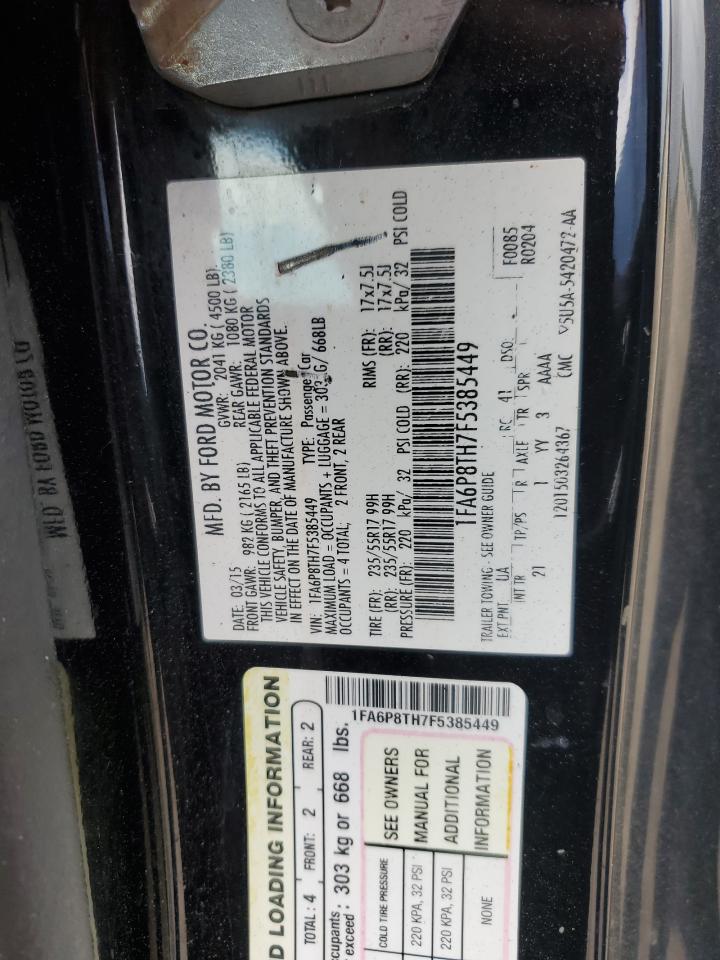 MFD. BY FORD MOTOR CO.
DATE: 03/15 GVWR: 2041 KG ( 4500 LB)
FRONT GAWR: 982 KG ( 2165 LB) REAR GAWR: 1080 KG ( 2380 LB)
THIS VEHICLE CONFORMS TO ALL APPLICABLE FEDERAL MOTOR
VEHICLE SAFETY, BUMPER, AND THEFT PREVENTION STANDARDS
IN EFFECT ON THE DATE OF MANUFACTURE SHOWN ABOVE.
VIN: 1FA6P8TH7F5385449 TYPE: Passenger Car
MAXIMUM LOAD = OCCUPANTS + LUGGAGE = 303 G/ 668LB
OCCUPANTS = 4 TOTAL; 2 FRONT, 2 REAR
TIRE (FR): 235/55R17 99H RIMS (FR): 17x7.5J
(RR): 235/55R17 99H (RR): 17x7.5J
PRESSURE (FR): 220 kPa/ 32 PSI COLD (RR): 220 kPa/ 32 PSI COLD
1FA6P8TH7F5385449
TRAILER TOWING - SEE OWNER GUIDE
EXT PNT: UA RC: 41 DSO: F0085
R0204
INT TR TP/PS R AXLE TR SPR
21 1 YY 3 AAAA
1201503264367 CMC 5U5A-5420472-AA
D LOADING INFORMATION
TOTAL: 4 FRONT: 2 REAR: 2
ccupants
exceed : 303 kg or 668 lbs.
1FA6P8TH7F5385449
COLD TIRE PRESSURE
220 KPA, 32 PSI
220 KPA, 32 PSI
NONE
SEE OWNERS
MANUAL FOR
ADDITIONAL
INFORMATION